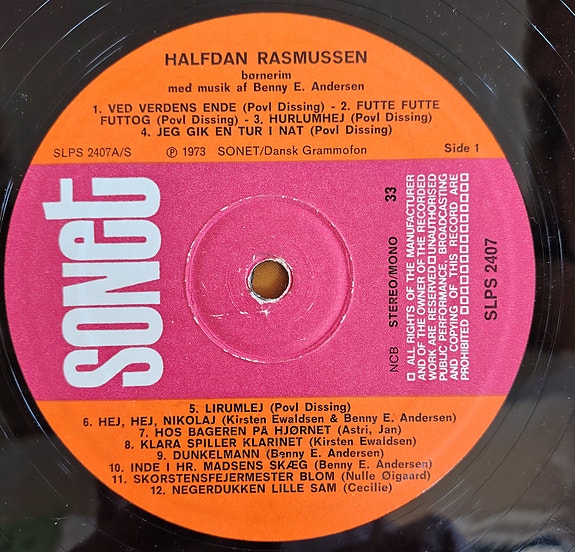 HALFDAN RASMUSSEN
børnerim
med musik af Benny E. Andersen
1. VED VERDENS ENDE (Povl Dissing) - 2. FUTTE FUTTE
FUTTOG (Povl Dissing) - 3. HURLUMHEJ (Povl Dissing)
4. JEG GIK EN TUR I NAT (Povl Dissing)
SLPS 2407A/S ℗ 1973 SONET/Dansk Grammofon Side 1
SONET
NCB STEREO/MONO 33
□ ALL RIGHTS OF THE MANUFACTURER
AND OF THE OWNER OF THE RECORDED
WORK ARE RESERVED □ UNAUTHORISED
PUBLIC PERFORMANCE, BROADCASTING
AND COPYING OF THIS RECORD ARE
PROHIBITED
SLPS 2407
5. LIRUMLEJ (Povl Dissing)
6. HEJ, HEJ, NIKOLAJ (Kirsten Ewaldsen & Benny E. Andersen)
7. HOS BAGEREN PÅ HJØRNET (Astri, Jan)
8. KLARA SPILLER KLARINET (Kirsten Ewaldsen)
9. DUNKELMANN (Benny E. Andersen)
10. INDE I HR. MADSENS SKÆG (Benny E. Andersen)
11. SKORSTENSFEJERMESTER BLOM (Nulle Øigaard)
12. NEGERDUKKEN LILLE SAM (Cecilie)